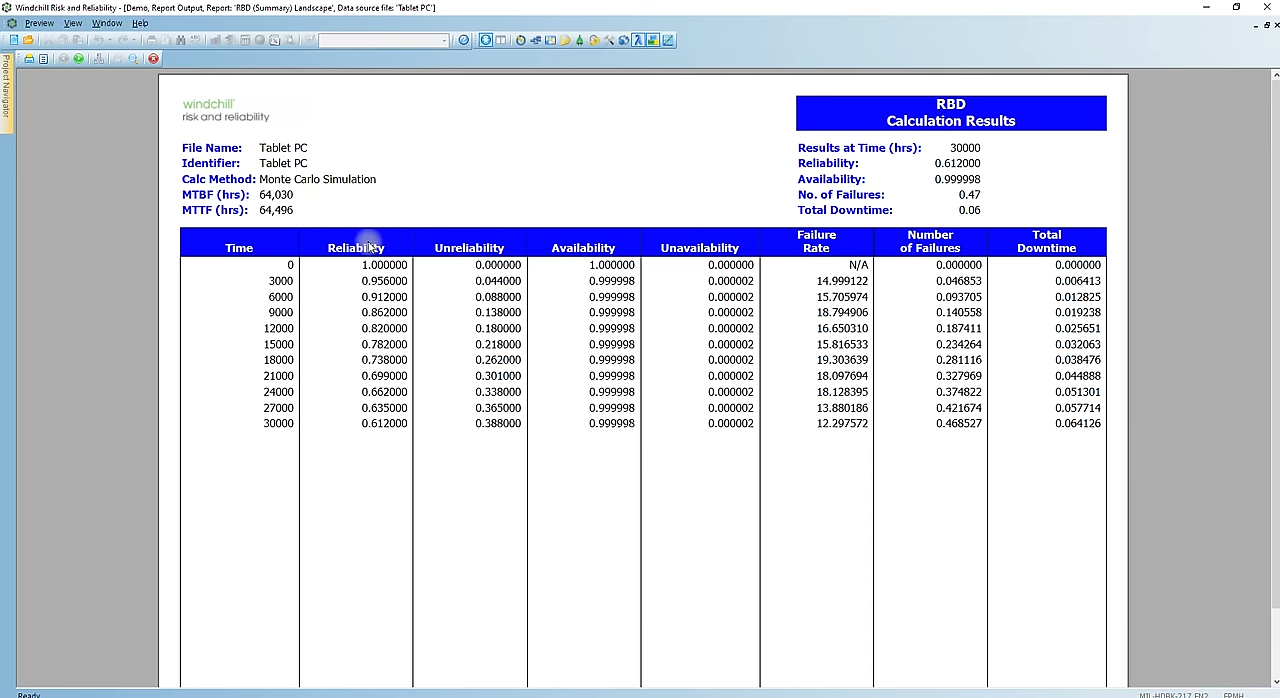 Windchill Risk and Reliability - [Demo, Report Output, Report: 'RBD (Summary) Landscape', Data source file: 'Tablet PC']
Preview View Window Help
Project Navigator
windchill
risk and reliability
RBD
Calculation Results
File Name: Tablet PC
Identifier: Tablet PC
Calc Method: Monte Carlo Simulation
MTBF (hrs): 64,030
MTTF (hrs): 64,496
Results at Time (hrs): 30000
Reliability: 0.612000
Availability: 0.999998
No. of Failures: 0.47
Total Downtime: 0.06
Time Reliability Unreliability Availability Unavailability Failure Rate Number of Failures Total Downtime
0 1.000000 0.000000 1.000000 0.000000 N/A 0.000000 0.000000
3000 0.956000 0.044000 0.999998 0.000002 14.999122 0.046853 0.006413
6000 0.912000 0.088000 0.999998 0.000002 15.705974 0.093705 0.012825
9000 0.862000 0.138000 0.999998 0.000002 18.794906 0.140558 0.019238
12000 0.820000 0.180000 0.999998 0.000002 16.650310 0.187411 0.025651
15000 0.782000 0.218000 0.999998 0.000002 15.816533 0.234264 0.032063
18000 0.738000 0.262000 0.999998 0.000002 19.303639 0.281116 0.038476
21000 0.699000 0.301000 0.999998 0.000002 18.097694 0.327969 0.044888
24000 0.662000 0.338000 0.999998 0.000002 18.128395 0.374822 0.051301
27000 0.635000 0.365000 0.999998 0.000002 13.880186 0.421674 0.057714
30000 0.612000 0.388000 0.999998 0.000002 12.297572 0.468527 0.064126
Ready